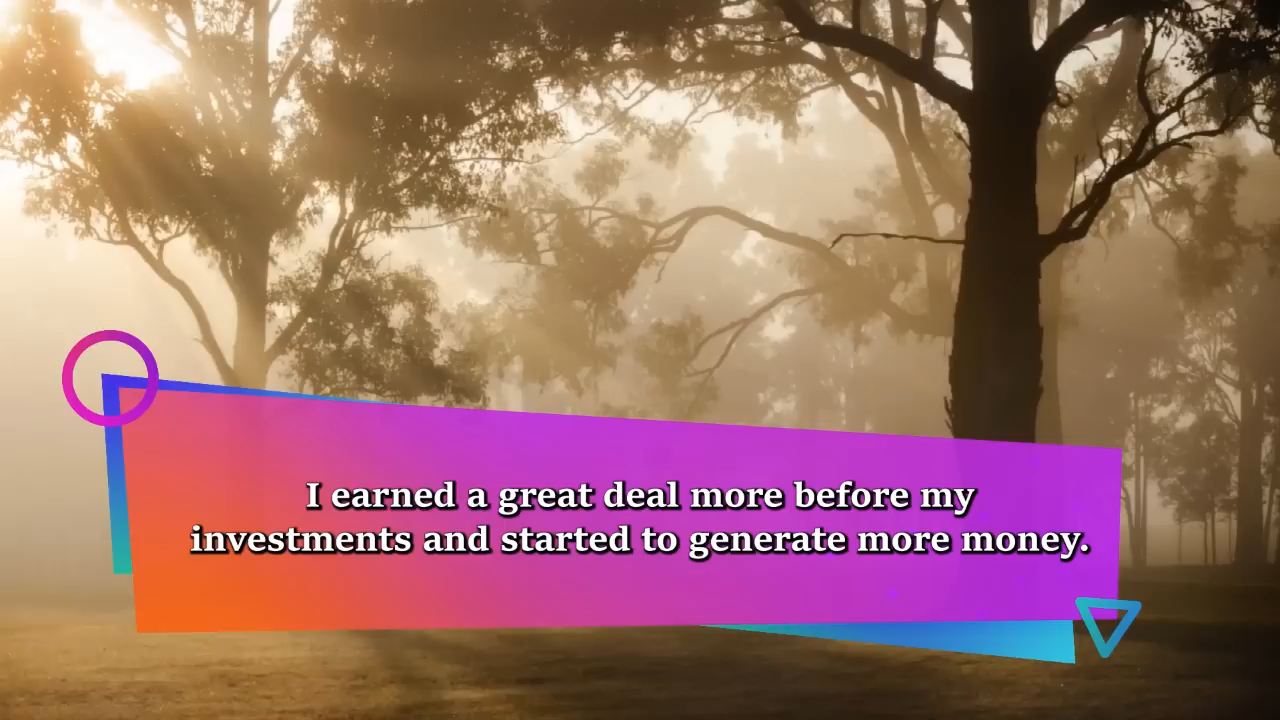 I earned a great deal more before my
investments and started to generate more money.